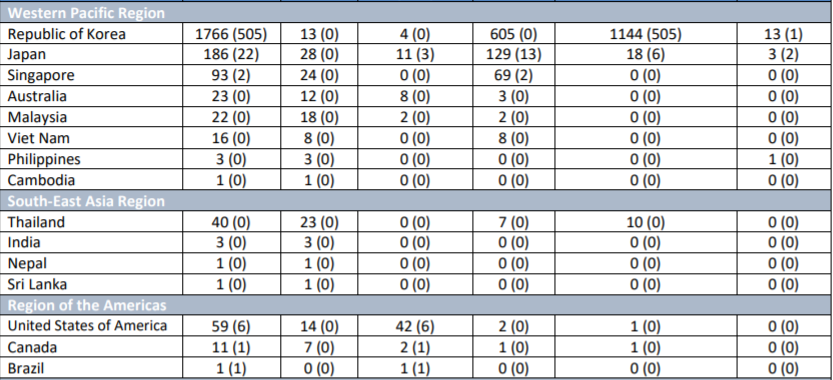 Western Pacific Region
Republic of Korea 1766 (505) 13 (0) 4 (0) 605 (0) 1144 (505) 13 (1)
Japan 186 (22) 28 (0) 11 (3) 129 (13) 18 (6) 3 (2)
Singapore 93 (2) 24 (0) 0 (0) 69 (2) 0 (0) 0 (0)
Australia 23 (0) 12 (0) 8 (0) 3 (0) 0 (0) 0 (0)
Malaysia 22 (0) 18 (0) 2 (0) 2 (0) 0 (0) 0 (0)
Viet Nam 16 (0) 8 (0) 0 (0) 8 (0) 0 (0) 0 (0)
Philippines 3 (0) 3 (0) 0 (0) 0 (0) 0 (0) 1 (0)
Cambodia 1 (0) 1 (0) 0 (0) 0 (0) 0 (0) 0 (0)
South-East Asia Region
Thailand 40 (0) 23 (0) 0 (0) 7 (0) 10 (0) 0 (0)
India 3 (0) 3 (0) 0 (0) 0 (0) 0 (0) 0 (0)
Nepal 1 (0) 1 (0) 0 (0) 0 (0) 0 (0) 0 (0)
Sri Lanka 1 (0) 1 (0) 0 (0) 0 (0) 0 (0) 0 (0)
Region of the Americas
United States of America 59 (6) 14 (0) 42 (6) 2 (0) 1 (0) 0 (0)
Canada 11 (1) 7 (0) 2 (1) 1 (0) 1 (0) 0 (0)
Brazil 1 (1) 0 (0) 1 (1) 0 (0) 0 (0) 0 (0)